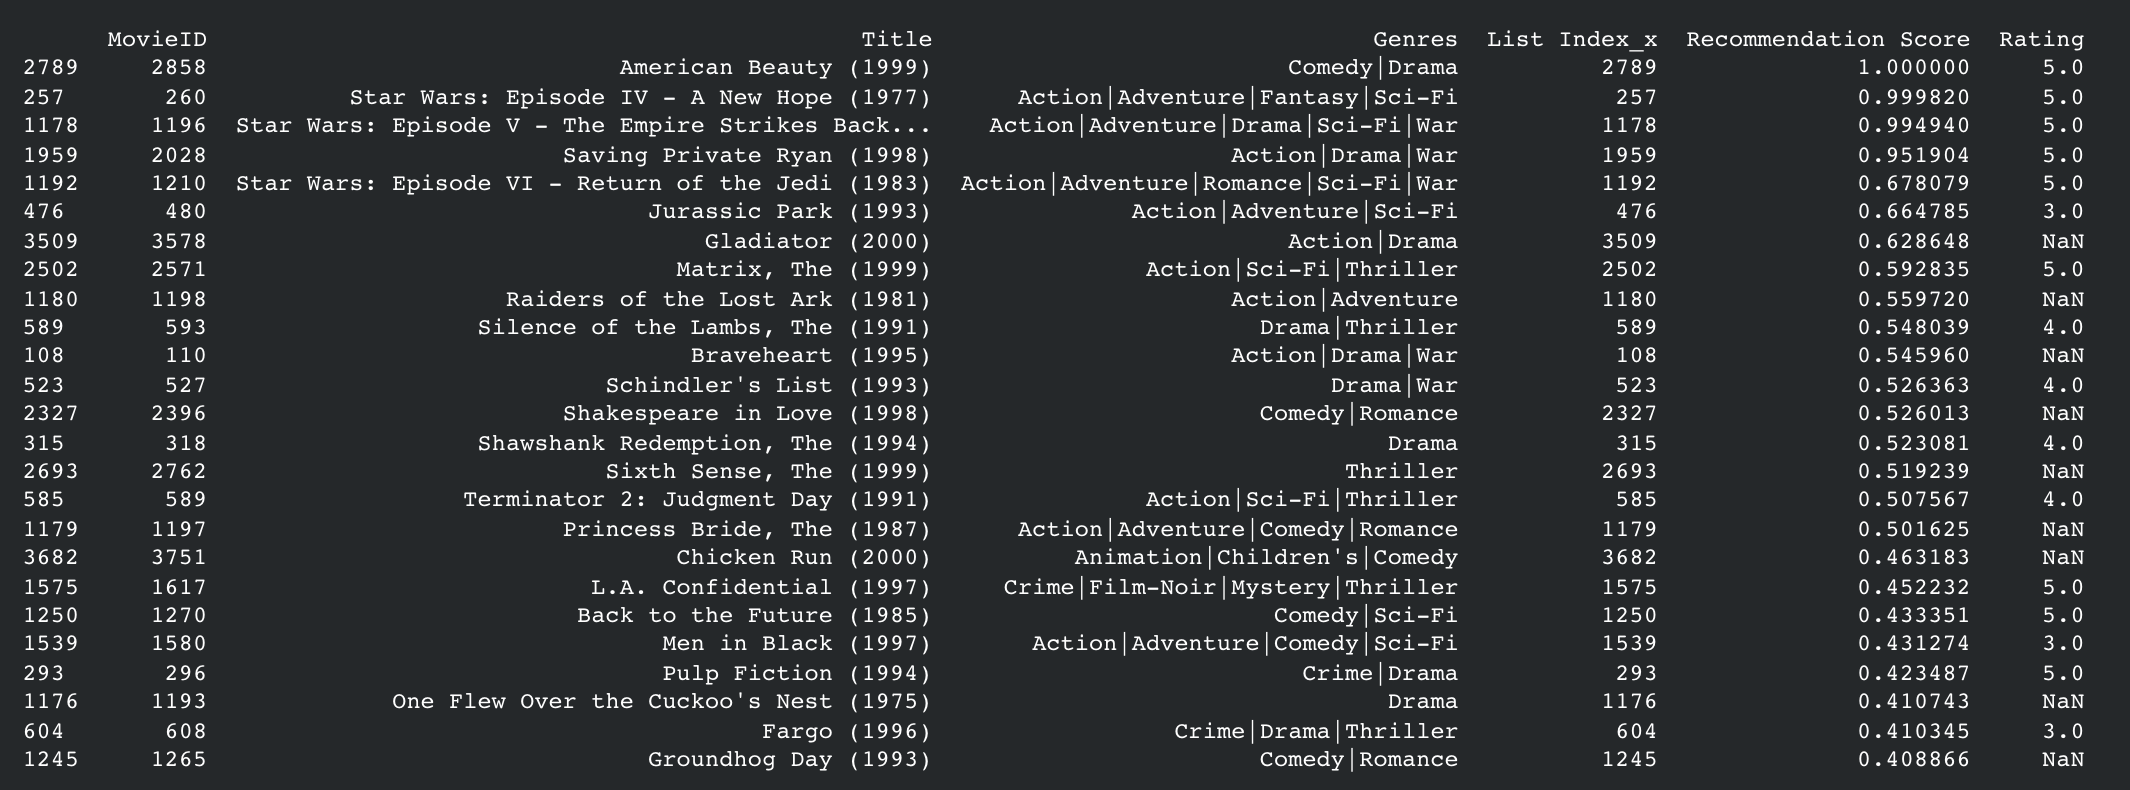 MovieID Title Genres List Index_x Recommendation Score Rating
2789 2858 American Beauty (1999) Comedy|Drama 2789 1.000000 5.0
257 260 Star Wars: Episode IV - A New Hope (1977) Action|Adventure|Fantasy|Sci-Fi 257 0.999820 5.0
1178 1196 Star Wars: Episode V - The Empire Strikes Back... Action|Adventure|Drama|Sci-Fi|War 1178 0.994940 5.0
1959 2028 Saving Private Ryan (1998) Action|Drama|War 1959 0.951904 5.0
1192 1210 Star Wars: Episode VI - Return of the Jedi (1983) Action|Adventure|Romance|Sci-Fi|War 1192 0.678079 5.0
476 480 Jurassic Park (1993) Action|Adventure|Sci-Fi 476 0.664785 3.0
3509 3578 Gladiator (2000) Action|Drama 3509 0.628648 NaN
2502 2571 Matrix, The (1999) Action|Sci-Fi|Thriller 2502 0.592835 5.0
1180 1198 Raiders of the Lost Ark (1981) Action|Adventure 1180 0.559720 NaN
589 593 Silence of the Lambs, The (1991) Drama|Thriller 589 0.548039 4.0
108 110 Braveheart (1995) Action|Drama|War 108 0.545960 NaN
523 527 Schindler's List (1993) Drama|War 523 0.526363 4.0
2327 2396 Shakespeare in Love (1998) Comedy|Romance 2327 0.526013 NaN
315 318 Shawshank Redemption, The (1994) Drama 315 0.523081 4.0
2693 2762 Sixth Sense, The (1999) Thriller 2693 0.519239 NaN
585 589 Terminator 2: Judgment Day (1991) Action|Sci-Fi|Thriller 585 0.507567 4.0
1179 1197 Princess Bride, The (1987) Action|Adventure|Comedy|Romance 1179 0.501625 NaN
3682 3751 Chicken Run (2000) Animation|Children's|Comedy 3682 0.463183 NaN
1575 1617 L.A. Confidential (1997) Crime|Film-Noir|Mystery|Thriller 1575 0.452232 5.0
1250 1270 Back to the Future (1985) Comedy|Sci-Fi 1250 0.433351 5.0
1539 1580 Men in Black (1997) Action|Adventure|Comedy|Sci-Fi 1539 0.431274 3.0
293 296 Pulp Fiction (1994) Crime|Drama 293 0.423487 5.0
1176 1193 One Flew Over the Cuckoo's Nest (1975) Drama 1176 0.410743 NaN
604 608 Fargo (1996) Crime|Drama|Thriller 604 0.410345 3.0
1245 1265 Groundhog Day (1993) Comedy|Romance 1245 0.408866 NaN